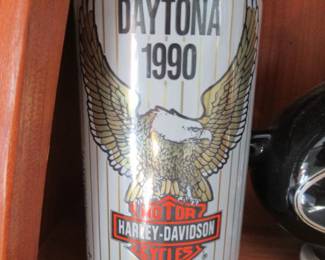 DAYTONA
1990
MOTOR
HARLEY-DAVIDSON
CYCLES